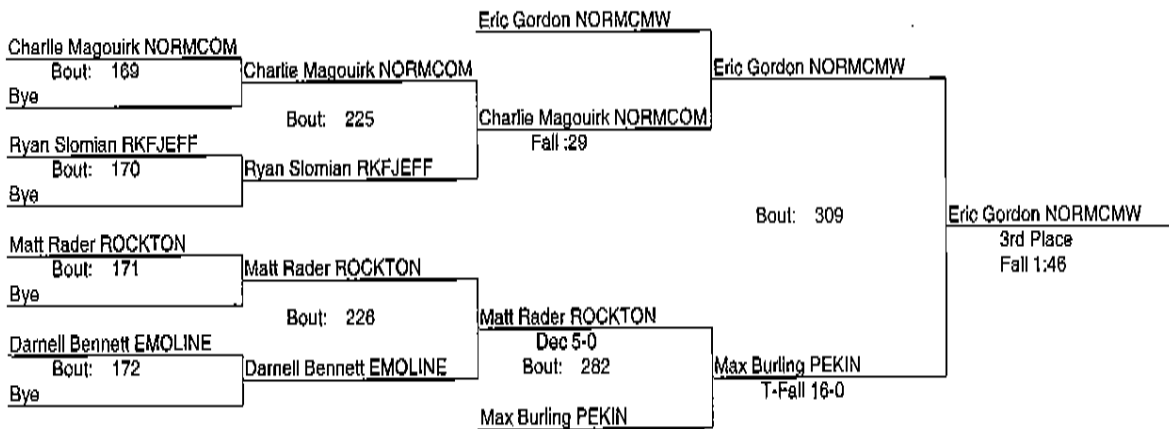 Eric Gordon NORMCMW
Charlie Magouirk NORMCOM
Bout: 169
Bye
Charlie Magouirk NORMCOM
Eric Gordon NORMCMW
Bout: 225
Charlie Magouirk NORMCOM
Fall :29
Ryan Slomian RKFJEFF
Bout: 170
Bye
Ryan Slomian RKFJEFF
Bout: 309
Eric Gordon NORMCMW
3rd Place
Fall 1:46
Matt Rader ROCKTON
Bout: 171
Bye
Matt Rader ROCKTON
Bout: 226
Matt Rader ROCKTON
Dec 5-0
Bout: 282
Darnell Bennett EMOLINE
Bout: 172
Bye
Darnell Bennett EMOLINE
Max Burling PEKIN
T-Fall 16-0
Max Burling PEKIN